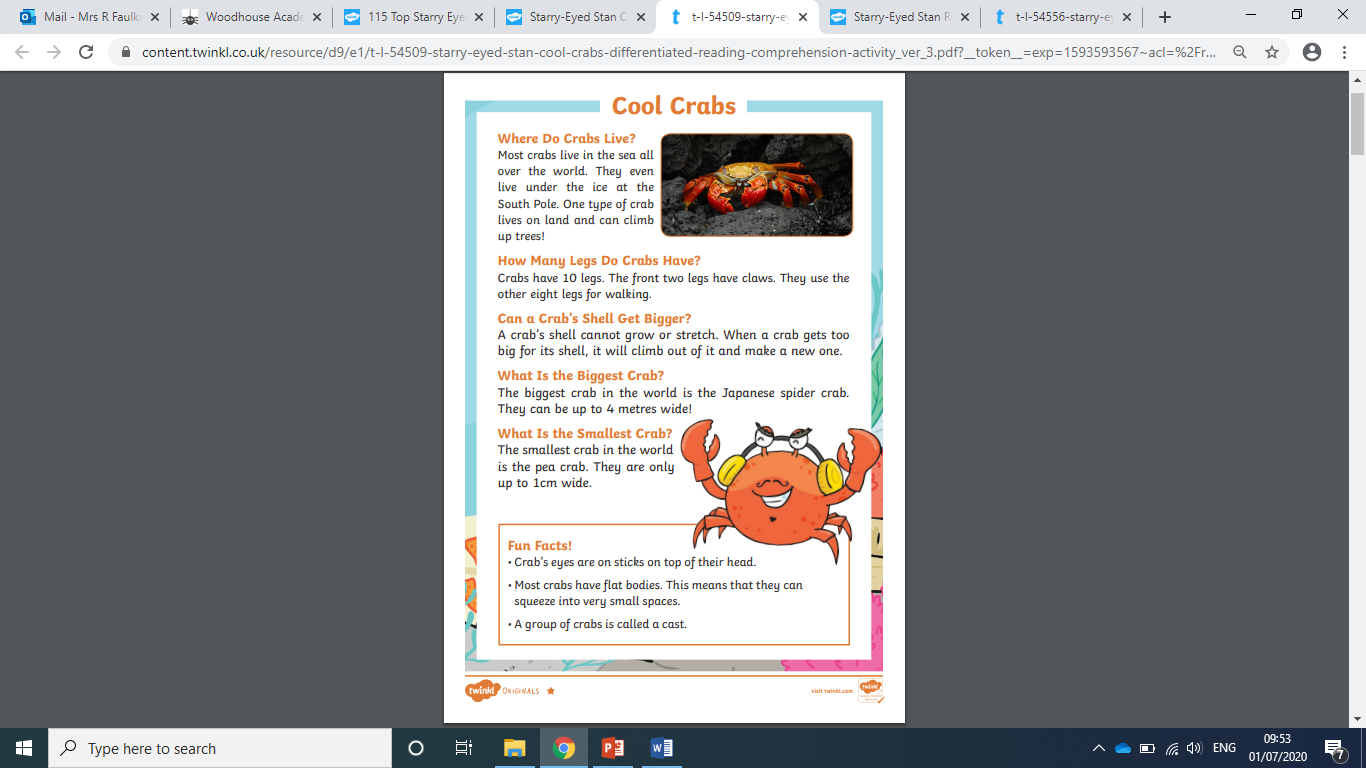 Mail - Mrs R Faulkn
Woodhouse Acade
115 Top Starry Eye
Starry-Eyed Stan C
t-l-54509-starry-ey
Starry-Eyed Stan R
t-l-54556-starry-ey
content.twinkl.co.uk/resource/d9/e1/t-l-54509-starry-eyed-stan-cool-crabs-differentiated-reading-comprehension-activity_ver_3.pdf?__token__=exp=1593593567~acl=%2Fr...
Cool Crabs
Where Do Crabs Live?
Most crabs live in the sea all
over the world. They even
live under the ice at the
South Pole. One type of crab
lives on land and can climb
up trees!
How Many Legs Do Crabs Have?
Crabs have 10 legs. The front two legs have claws. They use the
other eight legs for walking.
Can a Crab's Shell Get Bigger?
A crab's shell cannot grow or stretch. When a crab gets too
big for its shell, it will climb out of it and make a new one.
What Is the Biggest Crab?
The biggest crab in the world is the Japanese spider crab.
They can be up to 4 metres wide!
What Is the Smallest Crab?
The smallest crab in the world
is the pea crab. They are only
up to 1cm wide.
Fun Facts!
• Crab's eyes are on sticks on top of their head.
• Most crabs have flat bodies. This means that they can
squeeze into very small spaces.
• A group of crabs is called a cast.
twinkl ORIGINALS
visit twinkl.com
twinkl
Type here to search
ENG
09:53
01/07/2020
7